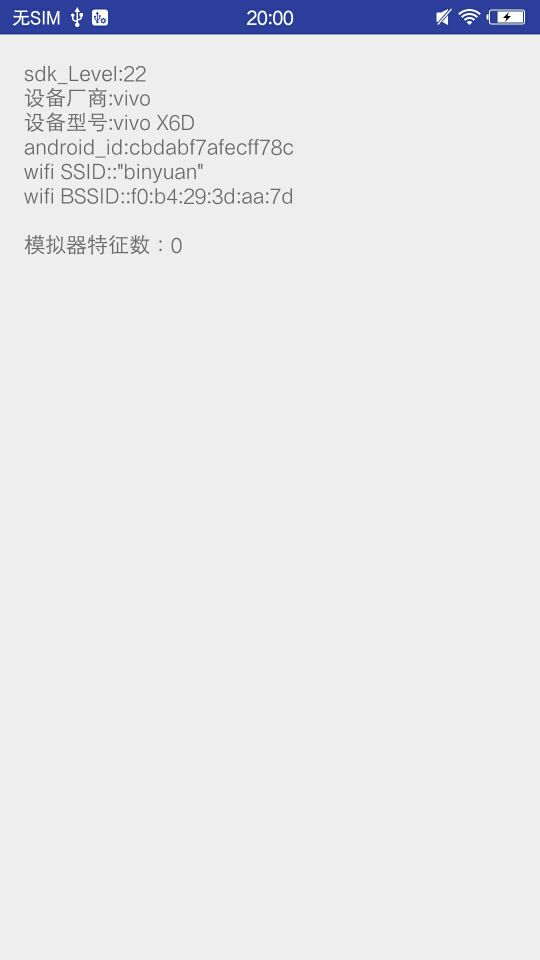 无SIM 20:00
sdk_Level:22
设备厂商:vivo
设备型号:vivo X6D
android_id:cbdabf7afecff78c
wifi SSID::"binyuan"
wifi BSSID::f0:b4:29:3d:aa:7d
模拟器特征数：0